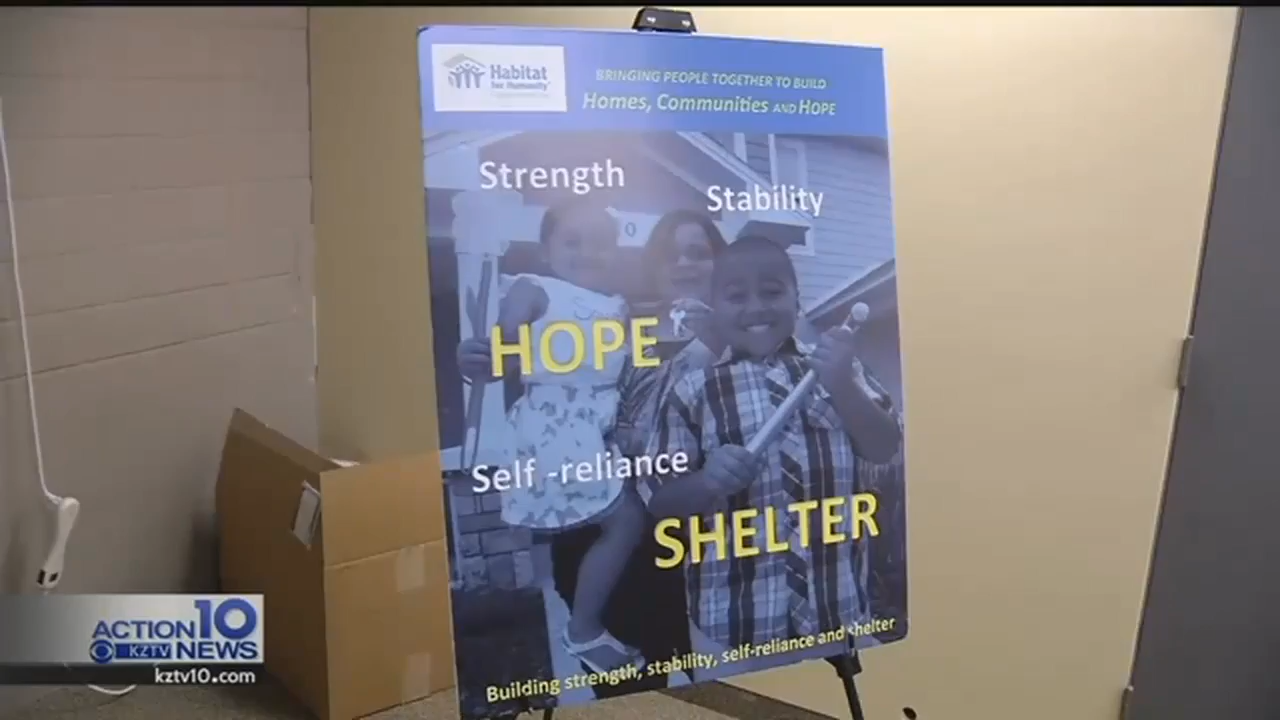 Habitat
for Humanity
BRINGING PEOPLE TOGETHER TO BUILD
Homes, Communities AND HOPE
Strength
Stability
HOPE
Self -reliance
SHELTER
Building strength, stability, self-reliance and shelter
ACTION 10
KZTV NEWS
kztv10.com